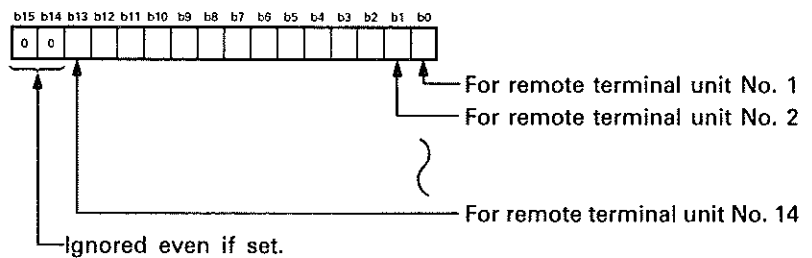 b15 b14 b13 b12 b11 b10 b9 b8 b7 b6 b5 b4 b3 b2 b1 b0
0 0
For remote terminal unit No. 1
For remote terminal unit No. 2
For remote terminal unit No. 14
Ignored even if set.